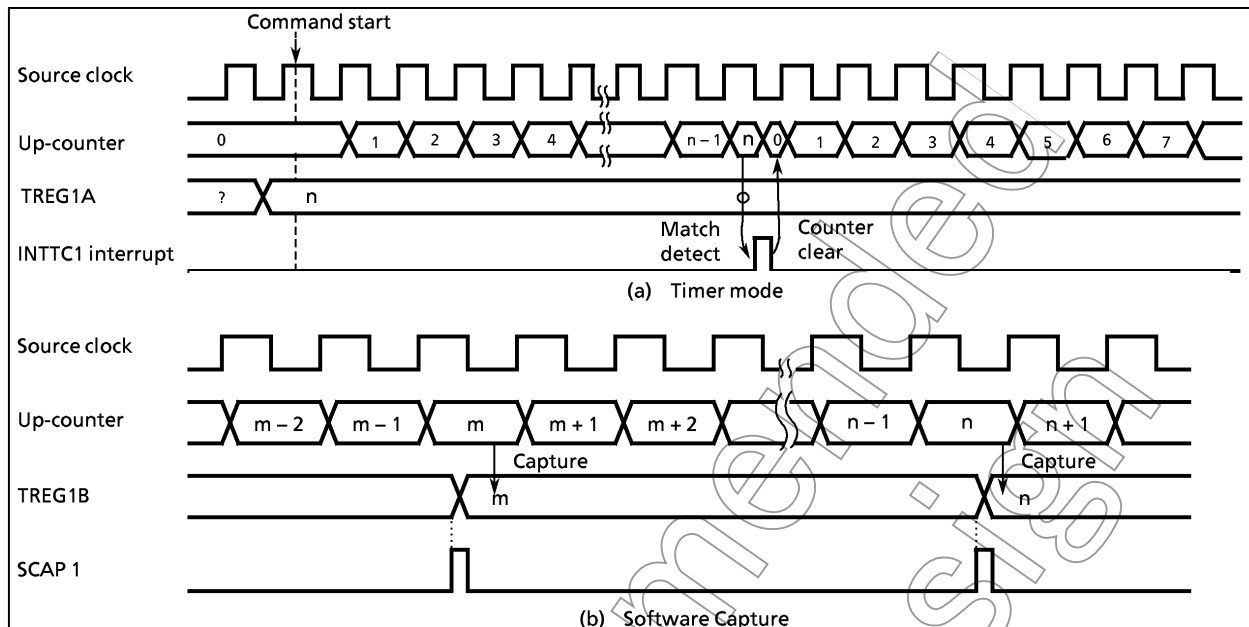 Command start
Source clock
Up-counter 0 1 2 3 4 n – 1 n 0 1 2 3 4 5 6 7
TREG1A ? n
INTTC1 interrupt Match detect Counter clear
(a) Timer mode
Source clock
Up-counter m – 2 m – 1 m m + 1 m + 2 n – 1 n n + 1
Capture Capture
TREG1B m n
SCAP 1
(b) Software Capture
mended
sign